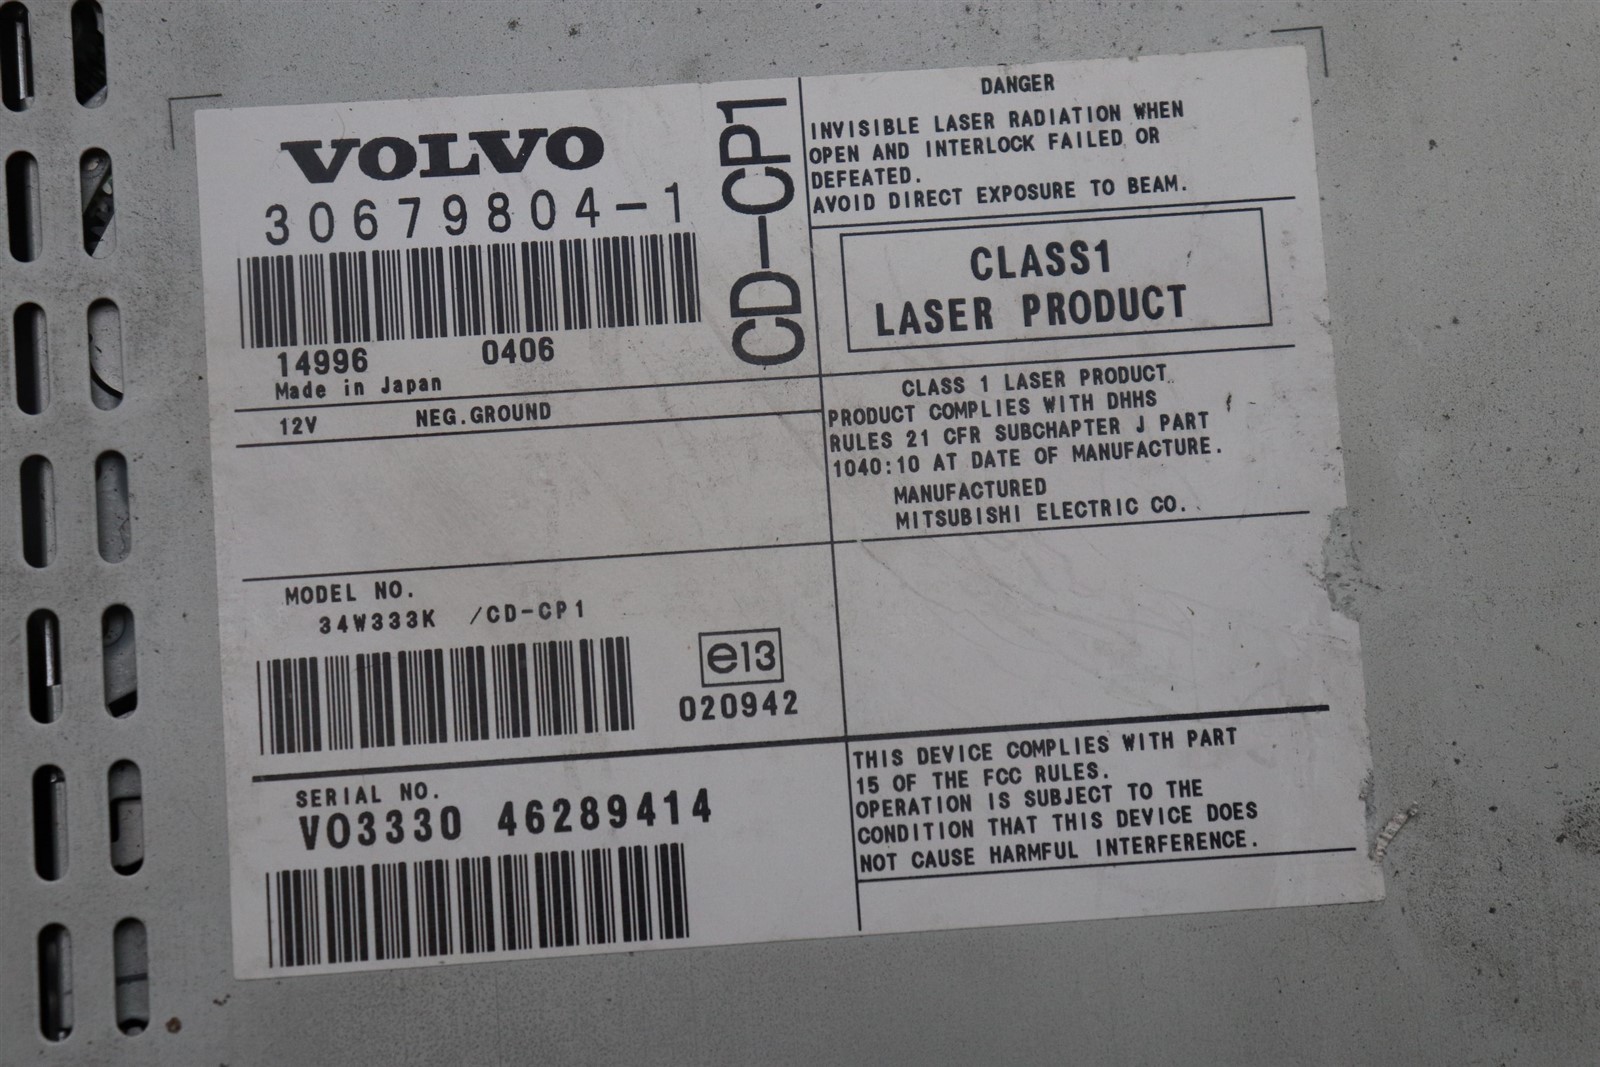 VOLVO
30679804-1
14996 0406
Made in Japan
CD-CP1
12V NEG.GROUND
MODEL NO.
34W333K /CD-CP1
e13
020942
SERIAL NO.
VO3330 46289414
DANGER
INVISIBLE LASER RADIATION WHEN
OPEN AND INTERLOCK FAILED OR
DEFEATED.
AVOID DIRECT EXPOSURE TO BEAM.
CLASS1
LASER PRODUCT
CLASS 1 LASER PRODUCT
PRODUCT COMPLIES WITH DHHS
RULES 21 CFR SUBCHAPTER J PART
1040:10 AT DATE OF MANUFACTURE.
MANUFACTURED
MITSUBISHI ELECTRIC CO.
THIS DEVICE COMPLIES WITH PART
15 OF THE FCC RULES.
OPERATION IS SUBJECT TO THE
CONDITION THAT THIS DEVICE DOES
NOT CAUSE HARMFUL INTERFERENCE.